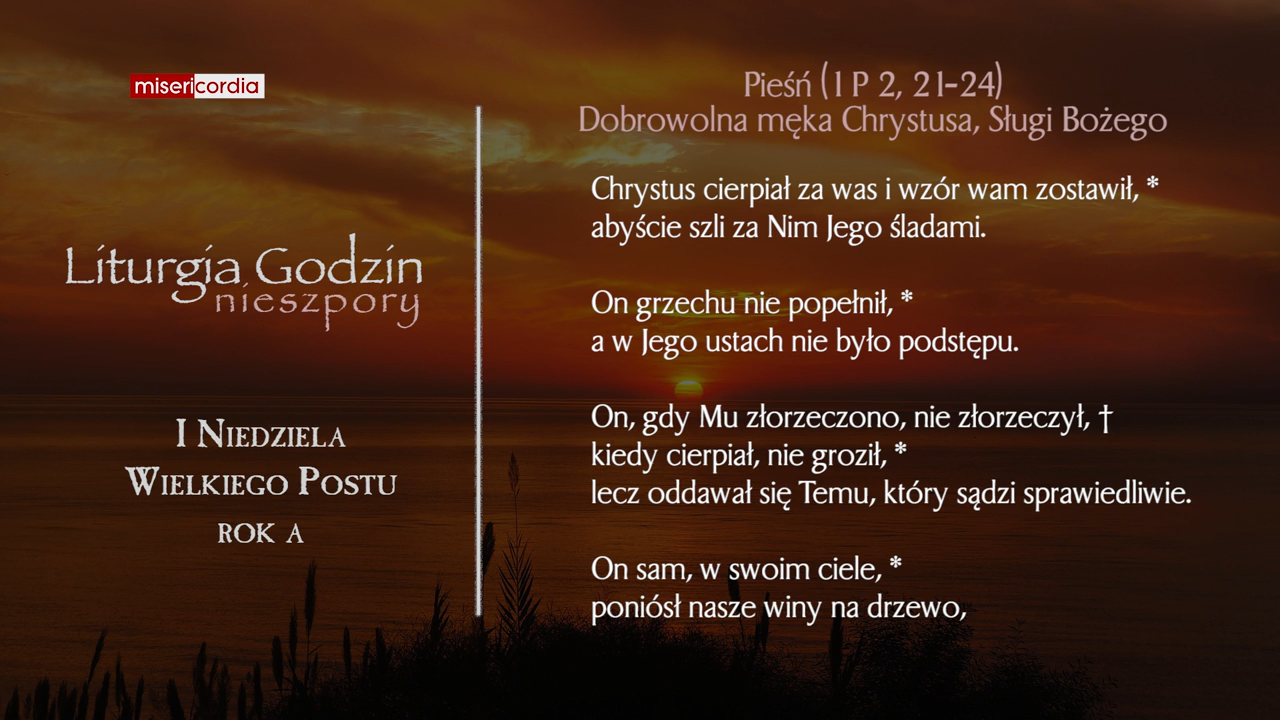 misericordia
Liturgia Godzin
nieszpory
I Niedziela
Wielkiego Postu
rok A
Pieśń (1 P 2, 21-24)
Dobrowolna męka Chrystusa, Sługi Bożego
Chrystus cierpiał za was i wzór wam zostawił, *
abyście szli za Nim Jego śladami.
On grzechu nie popełnił, *
a w Jego ustach nie było podstępu.
On, gdy Mu złorzeczono, nie złorzeczył, †
kiedy cierpiał, nie groził, *
lecz oddawał się Temu, który sądzi sprawiedliwie.
On sam, w swoim ciele, *
poniósł nasze winy na drzewo,